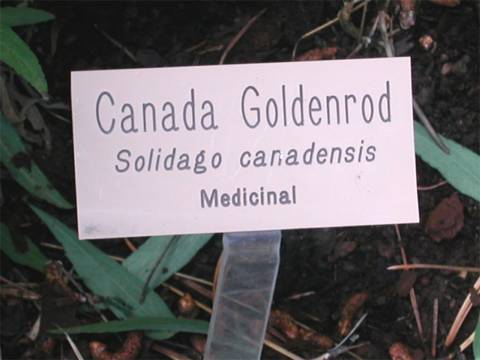 Canada Goldenrod
Solidago canadensis
Medicinal